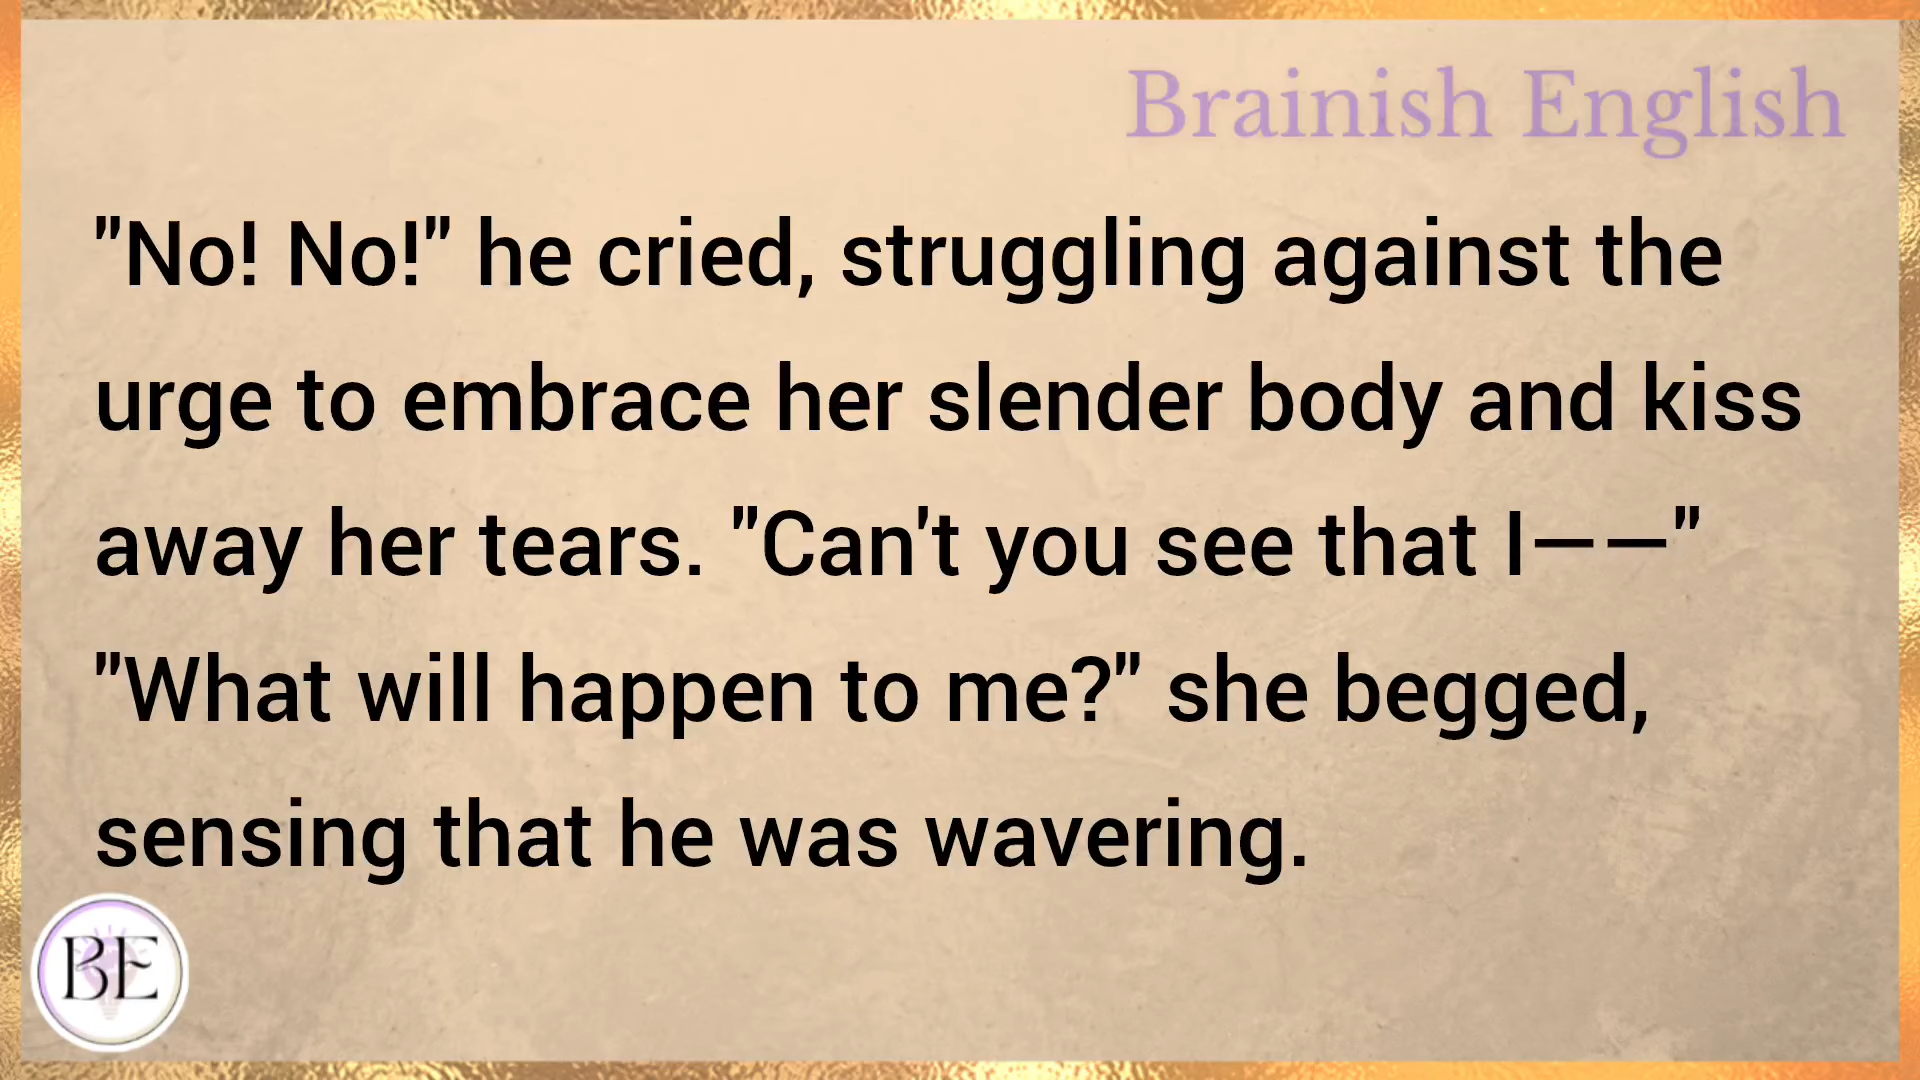 Brainish English
"No! No!" he cried, struggling against the
urge to embrace her slender body and kiss
away her tears. "Can't you see that I——"
"What will happen to me?" she begged,
sensing that he was wavering.
BE